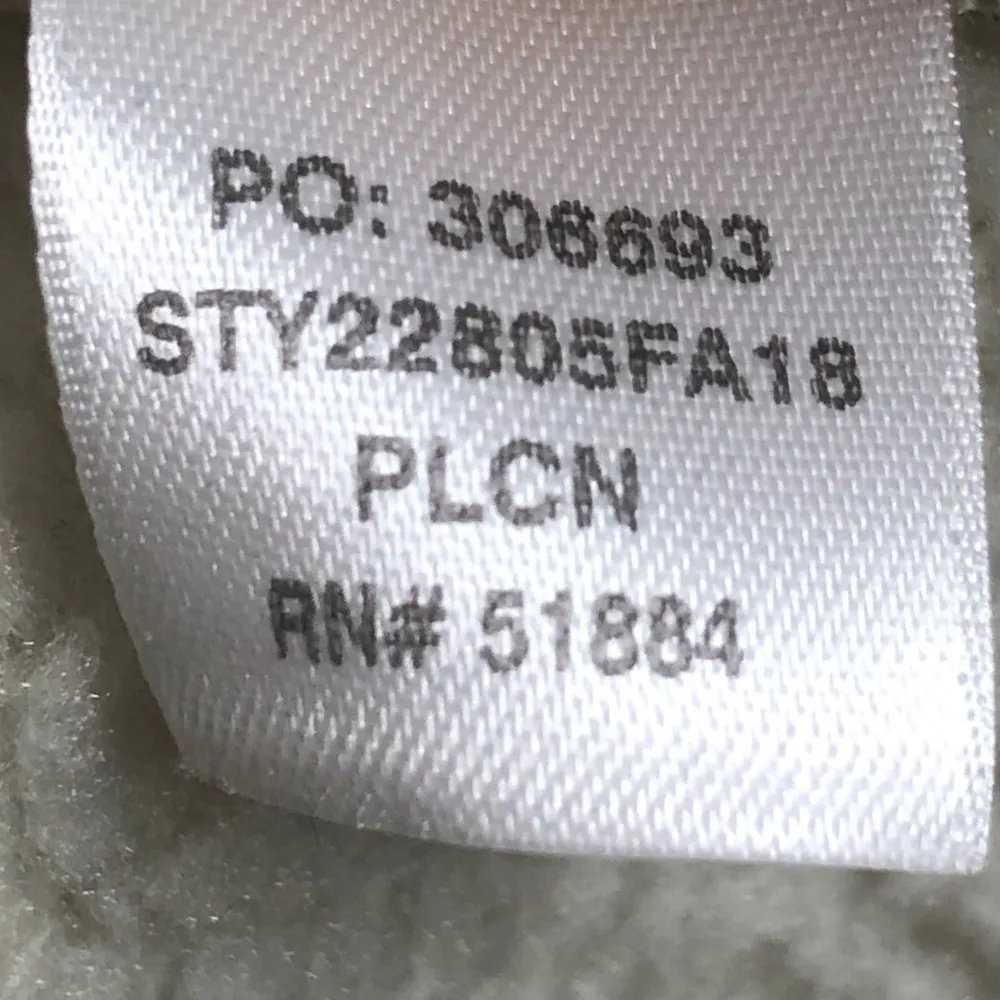 PO: 306693
STY22805FA18
PLCN
RN# 51884